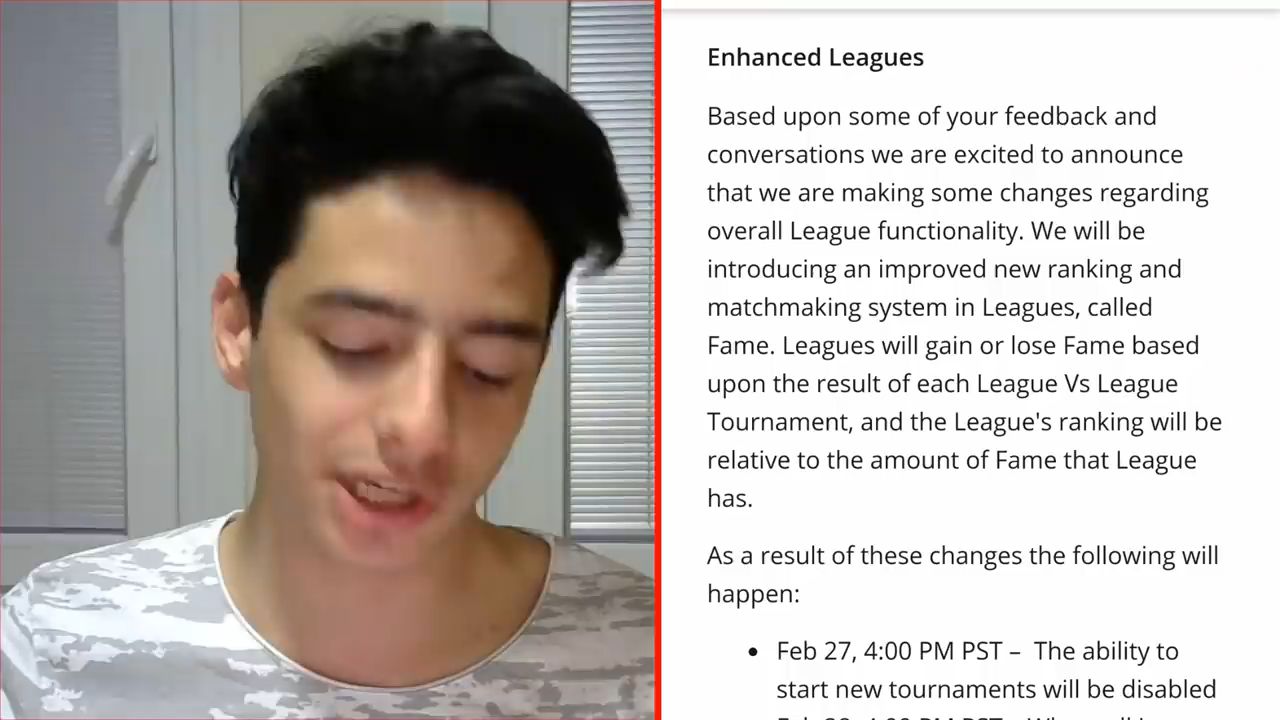 Enhanced Leagues
Based upon some of your feedback and
conversations we are excited to announce
that we are making some changes regarding
overall League functionality. We will be
introducing an improved new ranking and
matchmaking system in Leagues, called
Fame. Leagues will gain or lose Fame based
upon the result of each League Vs League
Tournament, and the League's ranking will be
relative to the amount of Fame that League
has.
As a result of these changes the following will
happen:
• Feb 27, 4:00 PM PST – The ability to
start new tournaments will be disabled